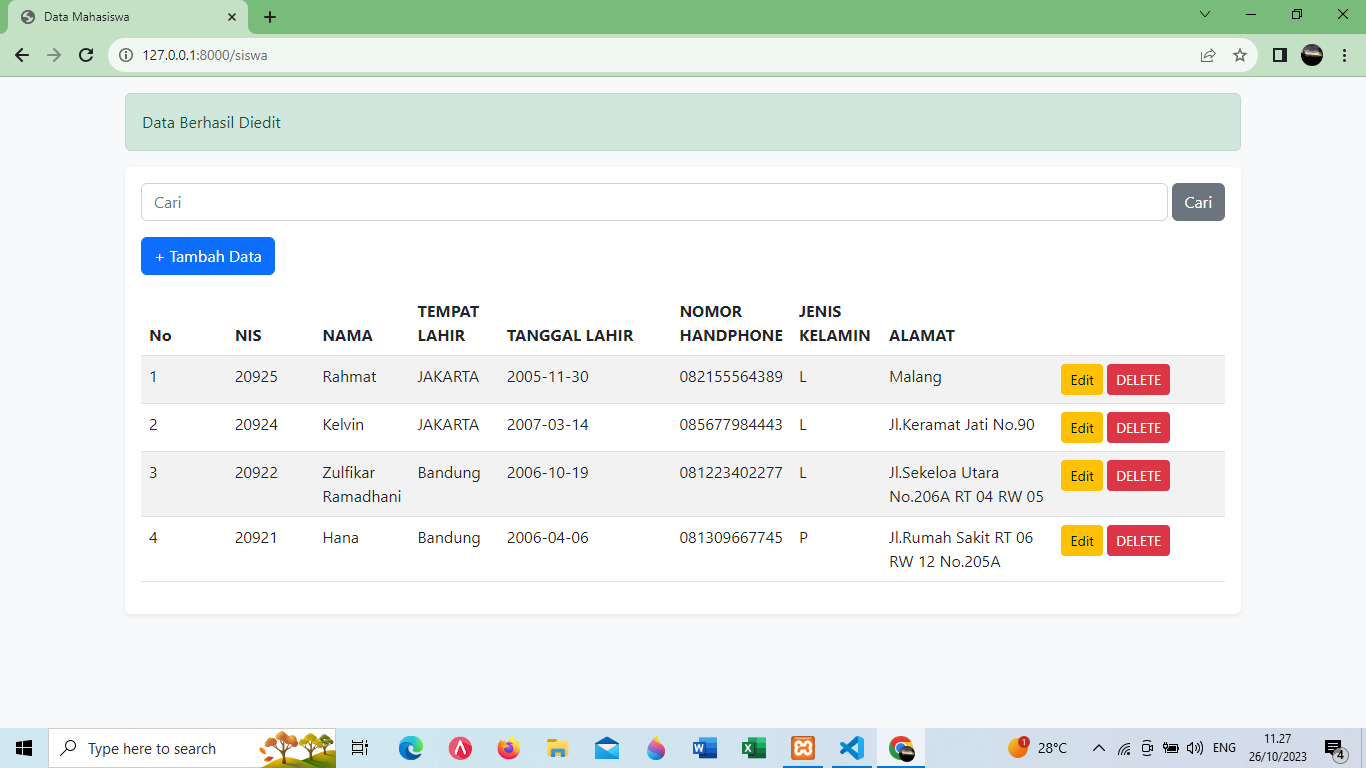 Data Mahasiswa
127.0.0.1:8000/siswa
Data Berhasil Diedit
Cari Cari
+ Tambah Data
No NIS NAMA TEMPAT LAHIR TANGGAL LAHIR NOMOR HANDPHONE JENIS KELAMIN ALAMAT
1 20925 Rahmat JAKARTA 2005-11-30 082155564389 L Malang Edit DELETE
2 20924 Kelvin JAKARTA 2007-03-14 085677984443 L Jl.Keramat Jati No.90 Edit DELETE
3 20922 Zulfikar Bandung 2006-10-19 081223402277 L Jl.Sekeloa Utara Edit DELETE
Ramadhani No.206A RT 04 RW 05
4 20921 Hana Bandung 2006-04-06 081309667745 P Jl.Rumah Sakit RT 06 Edit DELETE
RW 12 No.205A
Type here to search 1 28°C ENG 11.27
26/10/2023 4